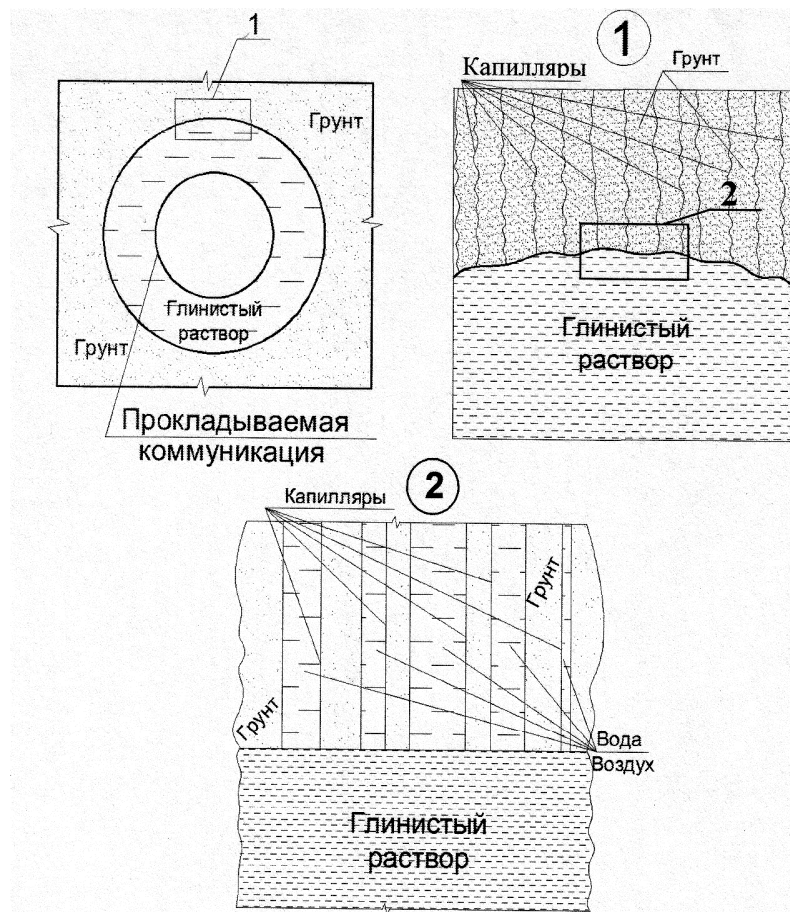 1
Грунт
Глинистый
раствор
Грунт
Прокладываемая
коммуникация
1
Капилляры
Грунт
2
Глинистый
раствор
2
Капилляры
Грунт
Грунт
Вода
Воздух
Глинистый
раствор